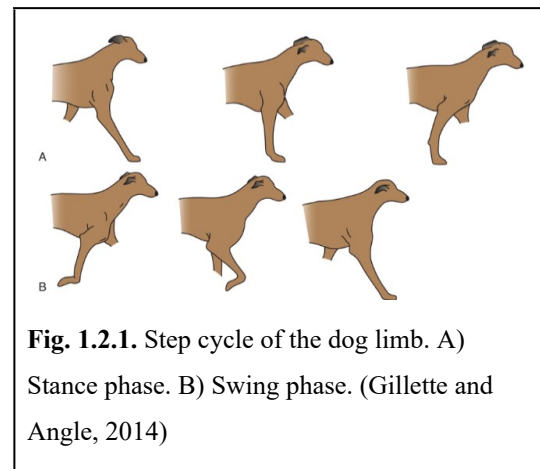 A
B
Fig. 1.2.1. Step cycle of the dog limb. A)
Stance phase. B) Swing phase. (Gillette and
Angle, 2014)